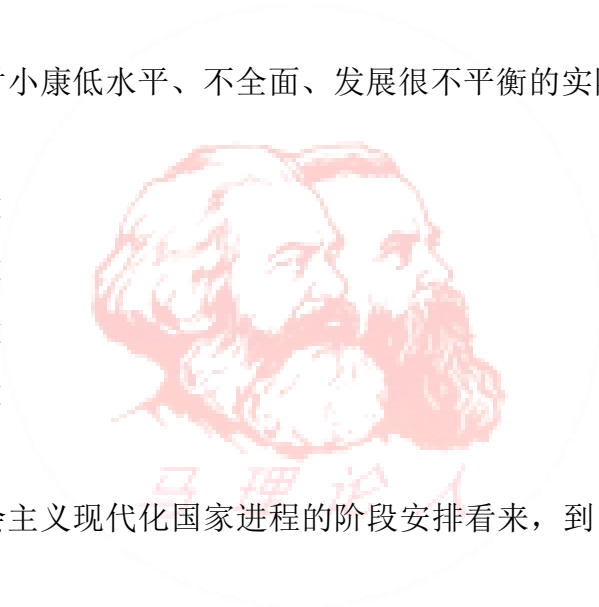 小康低水平、不全面、发展很不平衡的实
马理论人
主义现代化国家进程的阶段安排看来，到